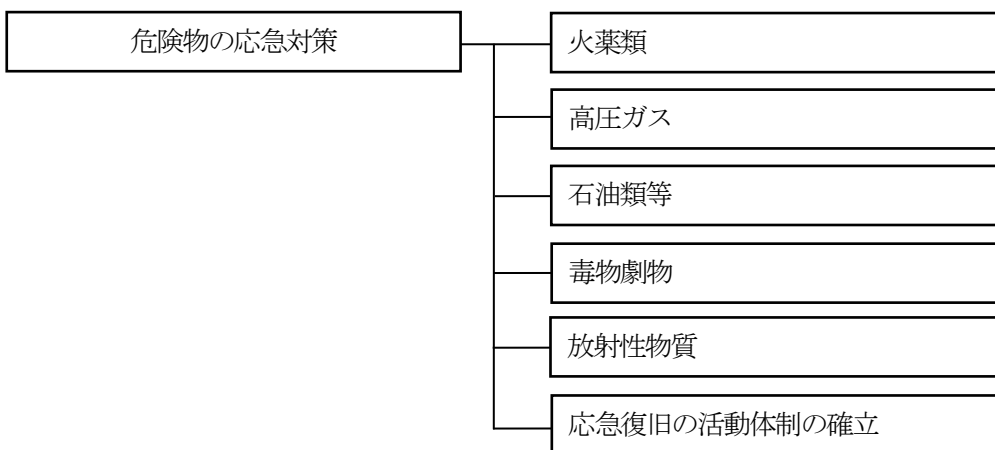 危険物の応急対策
火薬類
高圧ガス
石油類等
毒物劇物
放射性物質
応急復旧の活動体制の確立